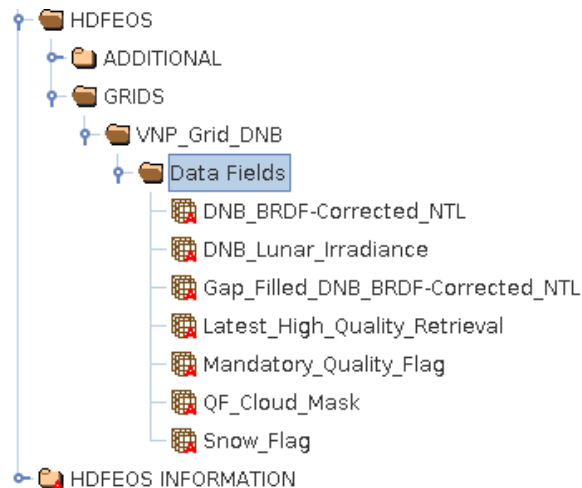 HDFEOS
ADDITIONAL
GRIDS
VNP_Grid_DNB
Data Fields
DNB_BRDF-Corrected_NTL
DNB_Lunar_Irradiance
Gap_Filled_DNB_BRDF-Corrected_NTL
Latest_High_Quality_Retrieval
Mandatory_Quality_Flag
QF_Cloud_Mask
Snow_Flag
HDFEOS INFORMATION